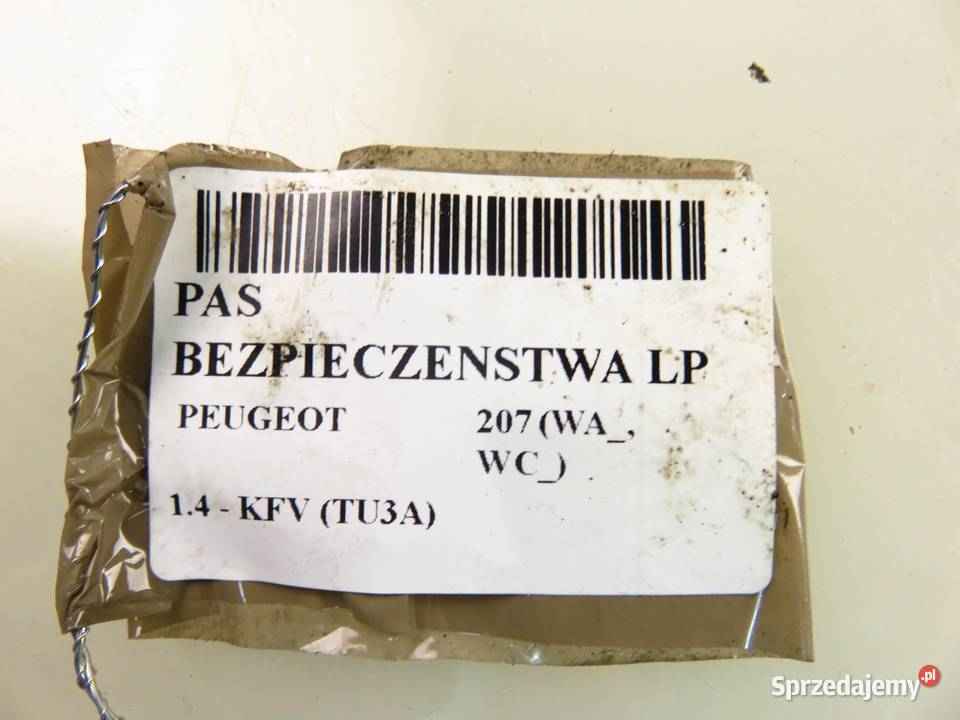 PAS
BEZPIECZENSTWA LP
PEUGEOT 207 (WA_,
WC_)
1.4 - KFV (TU3A)
Sprzedajemy.pl